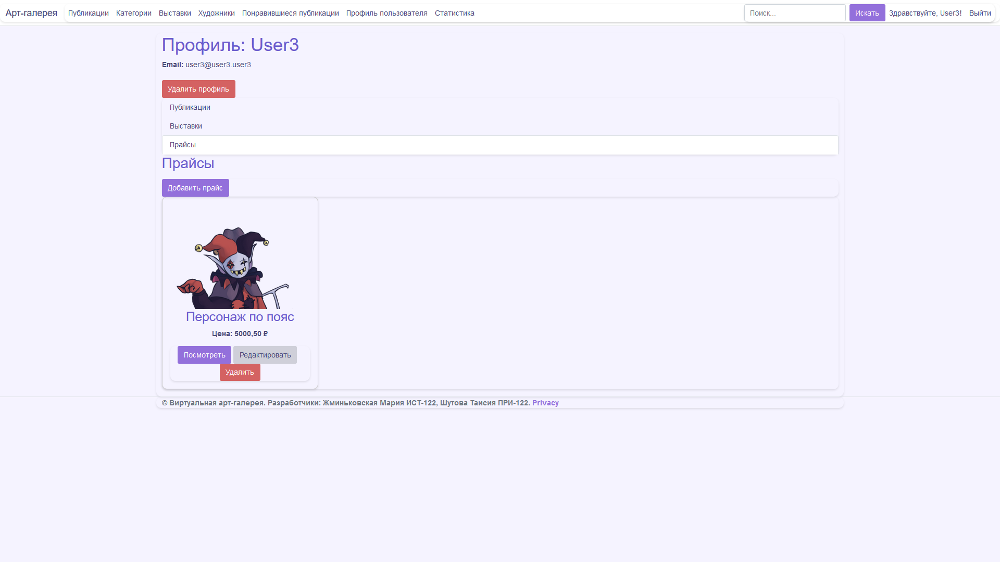 Арт-галерея Публикации Категории Выставки Художники Понравившиеся публикации Профиль пользователя Статистика Поиск... Искать Здравствуйте, User3! Выйти
Профиль: User3
Email: user3@user3.user3
Удалить профиль
Публикации
Выставки
Прайсы
Прайсы
Добавить прайс
Персонаж по пояс
Цена: 5000,50 ₽
Посмотреть Редактировать
Удалить
© Виртуальная арт-галерея. Разработчики: Жминьковская Мария ИСТ-122, Шутова Таисия ПРИ-122. Privacy